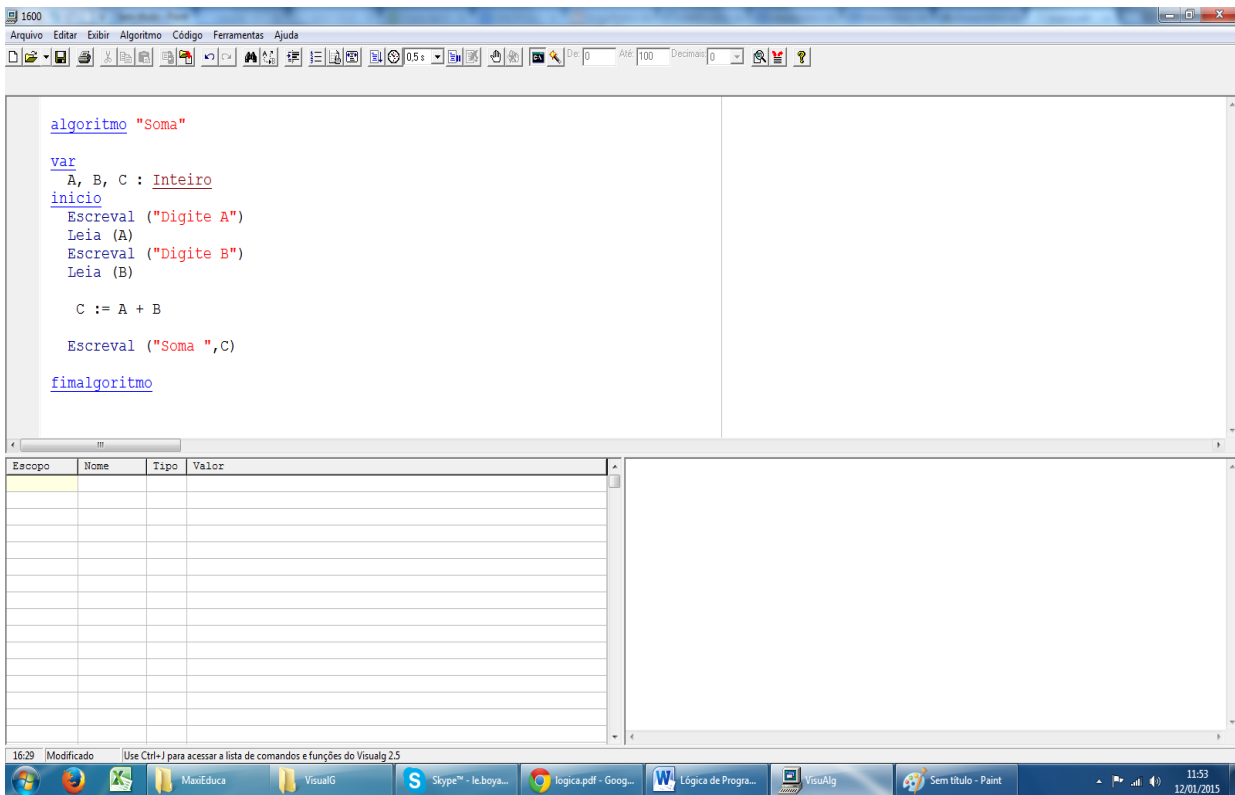 1600
Arquivo Editar Exibir Algoritmo Código Ferramentas Ajuda
0,5 s De: 0 Até: 100 Decimais: 0
algoritmo "Soma"
var
A, B, C : Inteiro
inicio
Escreval ("Digite A")
Leia (A)
Escreval ("Digite B")
Leia (B)
C := A + B
Escreval ("Soma ",C)
fimalgoritmo
Escopo Nome Tipo Valor
16:29 Modificado Use Ctrl+J para acessar a lista de comandos e funções do Visualg 2.5
MaxiEduca VisualG Skype™ - le.boya... logica.pdf - Goog... Lógica de Progra... VisuAlg Sem título - Paint 11:53
12/01/2015